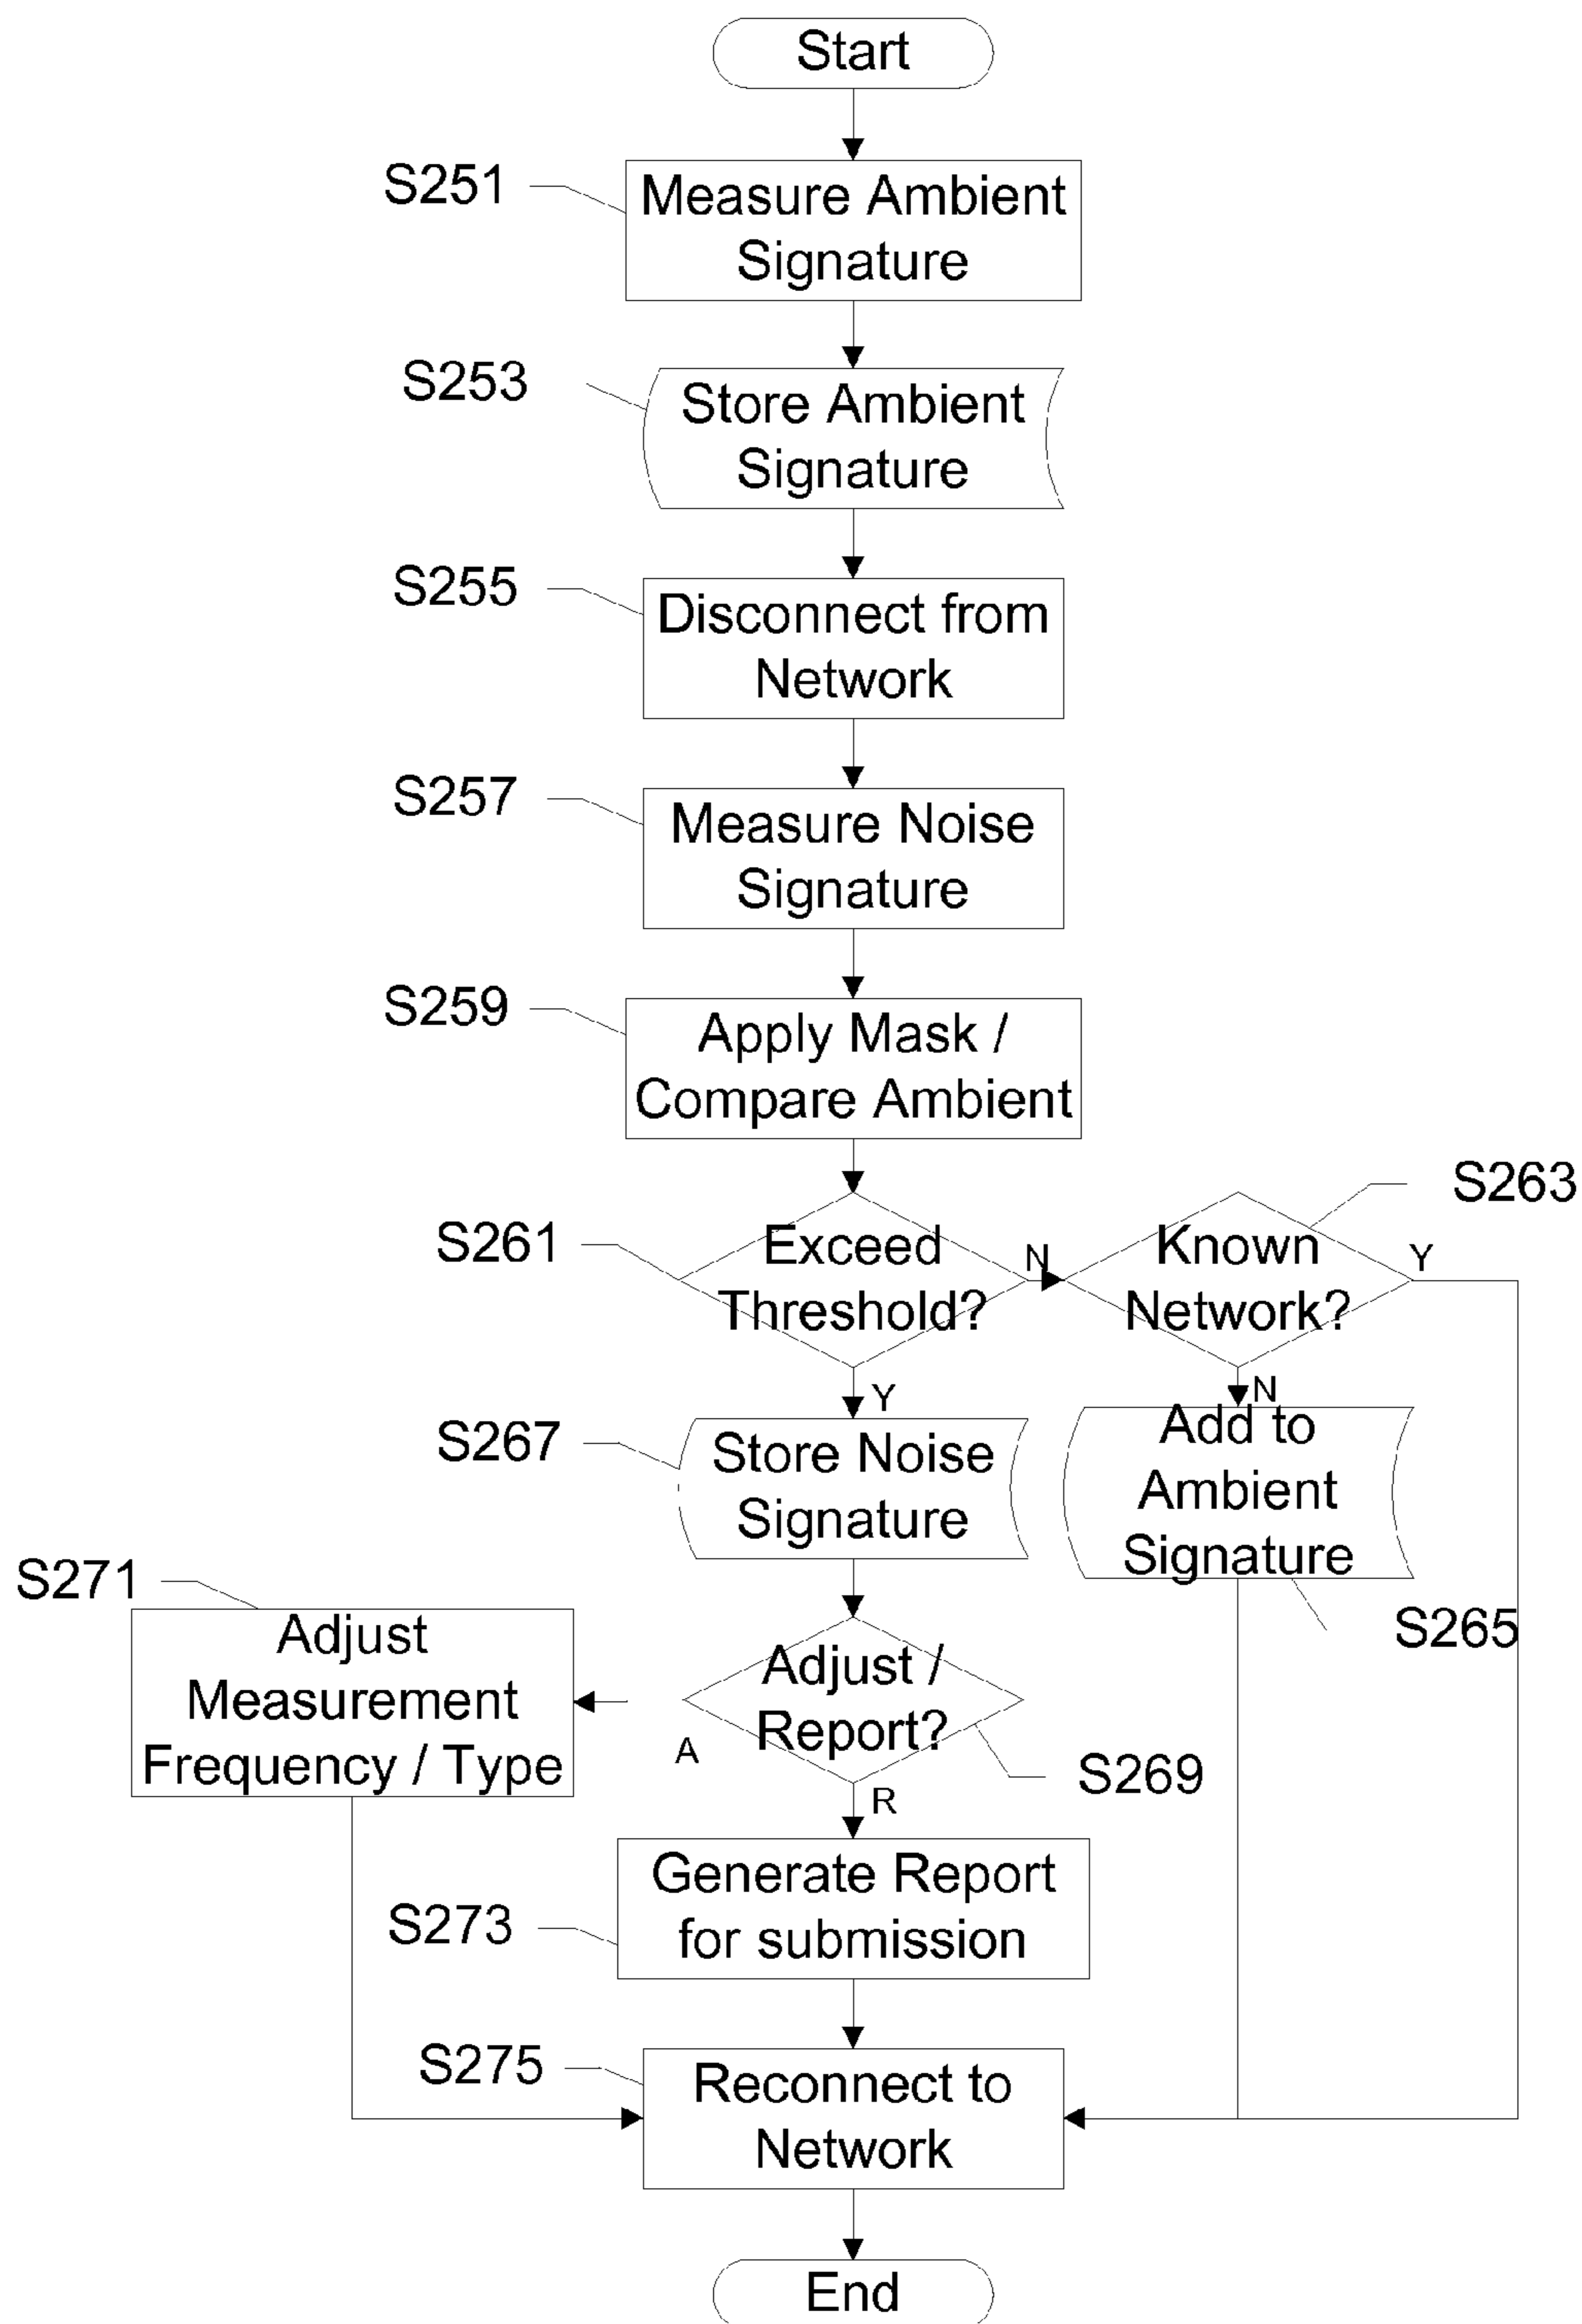 Start
S251
Measure Ambient
Signature
S253
Store Ambient
Signature
S255
Disconnect from
Network
S257
Measure Noise
Signature
S259
Apply Mask /
Compare Ambient
S261
Exceed
Threshold?
N
S263
Known
Network?
Y
Y
N
S267
Store Noise
Signature
Add to
Ambient
Signature
S265
S271
Adjust
Measurement
Frequency / Type
Adjust /
Report?
A
S269
R
S273
Generate Report
for submission
S275
Reconnect to
Network
End